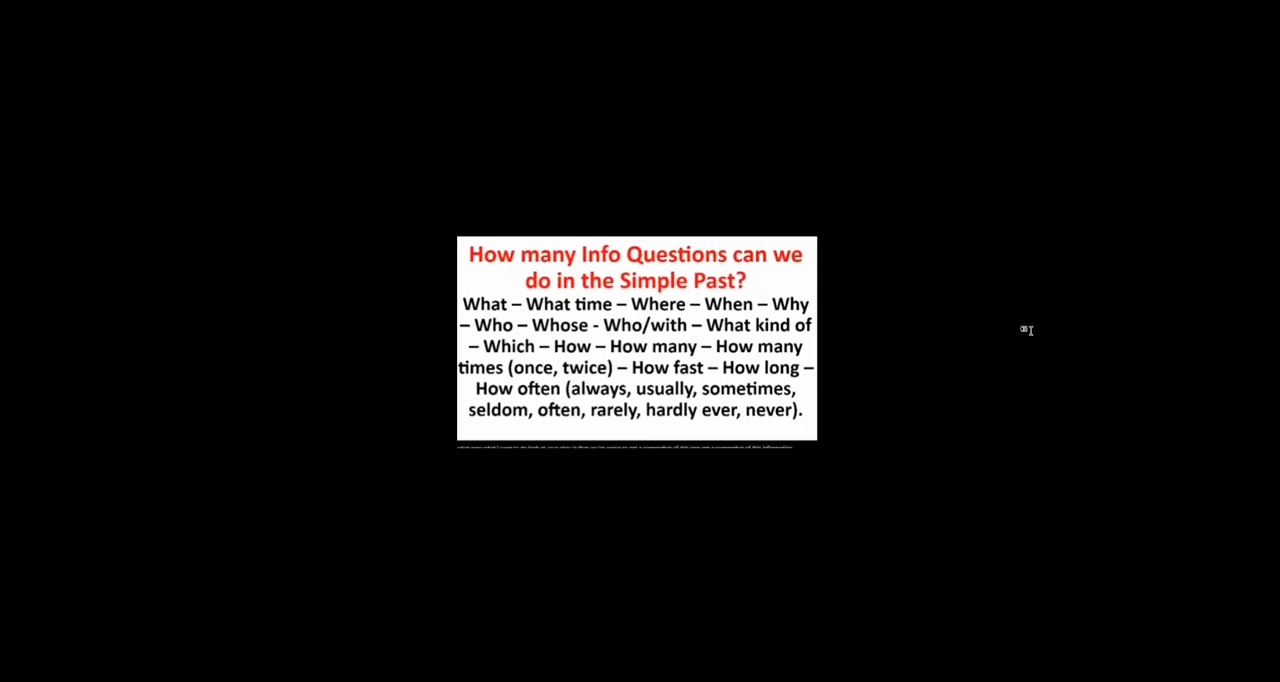 How many Info Questions can we
do in the Simple Past?
What – What time – Where – When – Why
– Who – Whose - Who/with – What kind of
– Which – How – How many – How many
times (once, twice) – How fast – How long –
How often (always, usually, sometimes,
seldom, often, rarely, hardly ever, never).